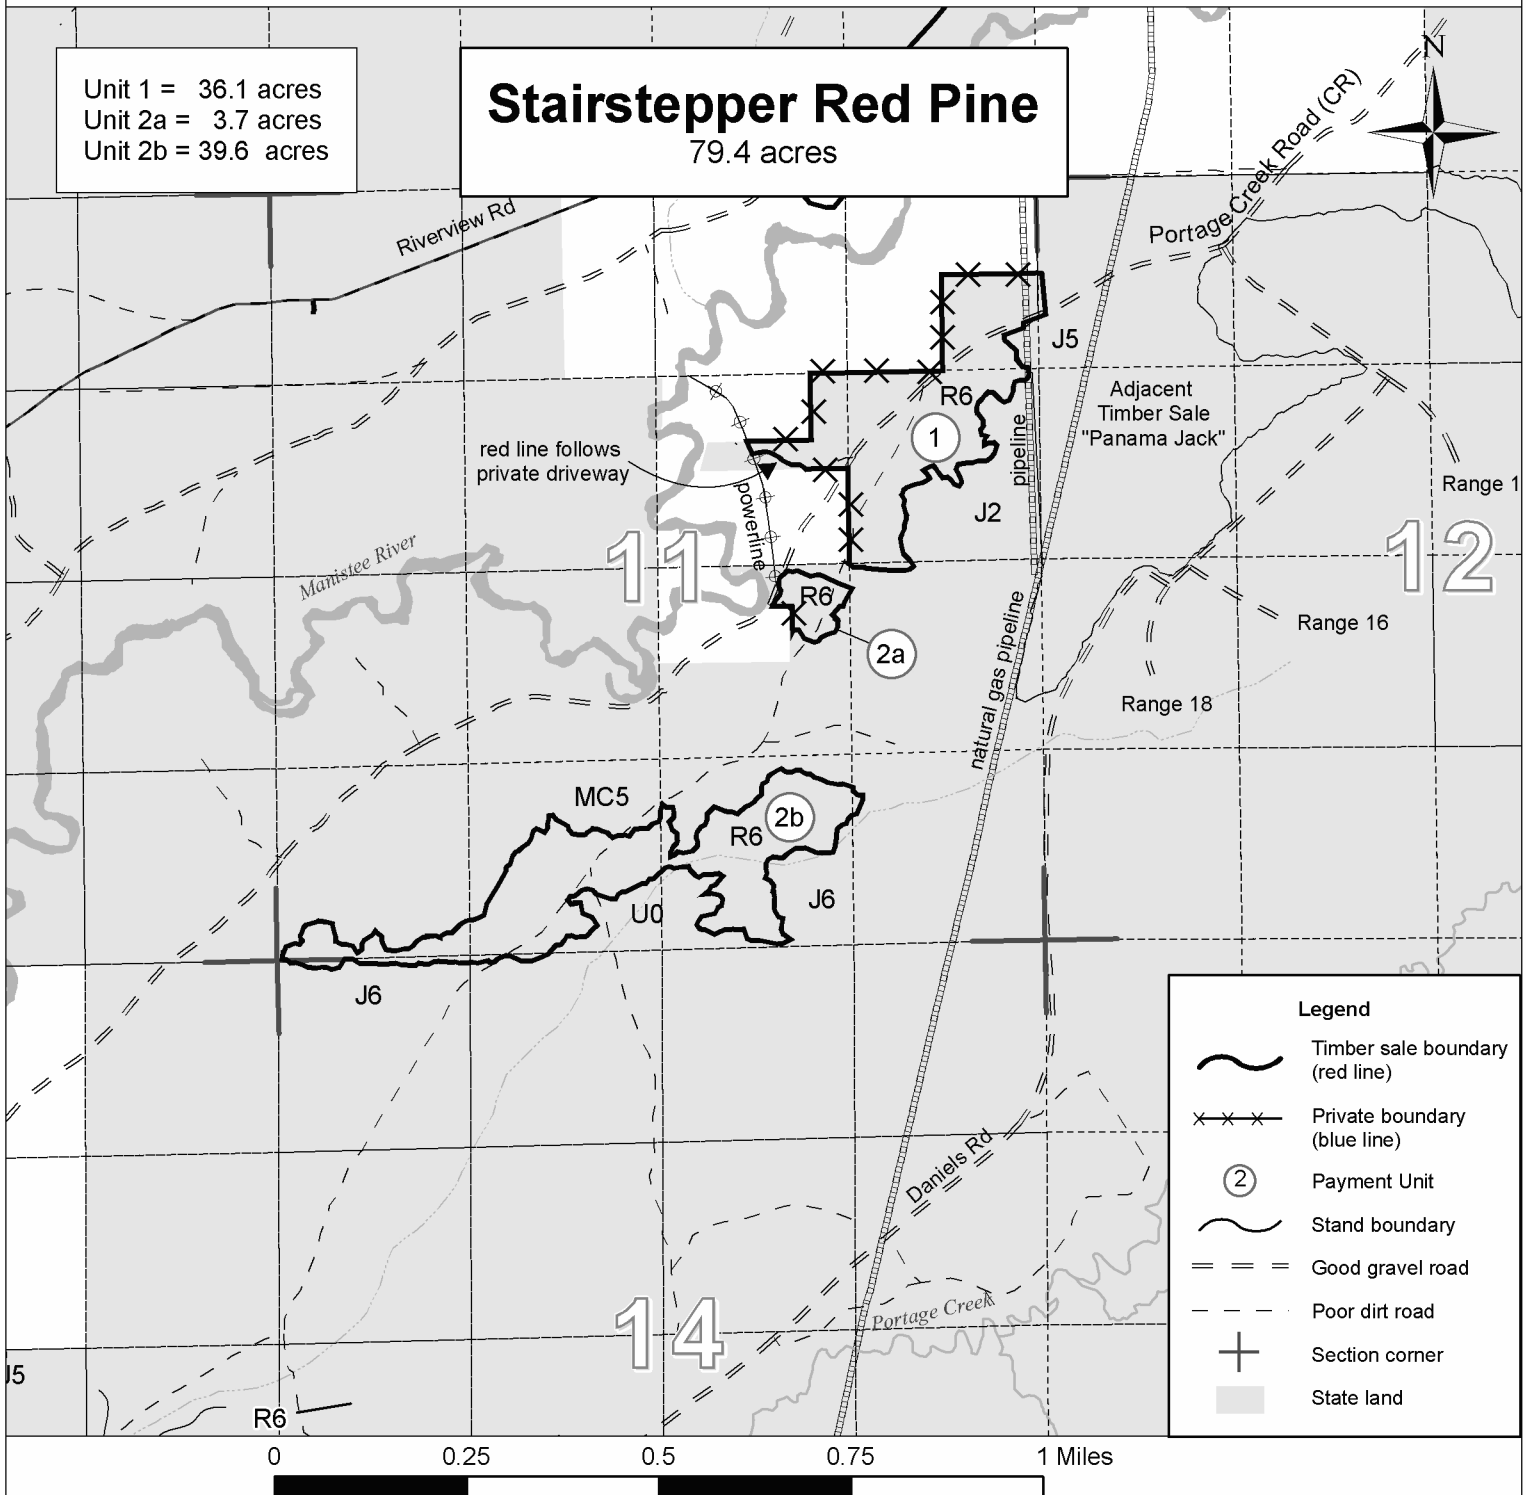 Unit 1 = 36.1 acres
Unit 2a = 3.7 acres
Unit 2b = 39.6 acres
Stairstepper Red Pine
79.4 acres
N
Portage Creek Road (CR)
Riverview Rd
J5
Adjacent
Timber Sale
"Panama Jack"
R6
1
red line follows
private driveway
pipeline
powerline
Range 1
J2
11
12
Manistee River
R6
Range 16
2a
natural gas pipeline
Range 18
MC5
2b
R6
J6
U0
J6
Legend
Timber sale boundary
(red line)
Private boundary
(blue line)
2
Payment Unit
Stand boundary
Good gravel road
Poor dirt road
Section corner
State land
Daniels Rd
Portage Creek
14
J5
R6
0 0.25 0.5 0.75 1 Miles